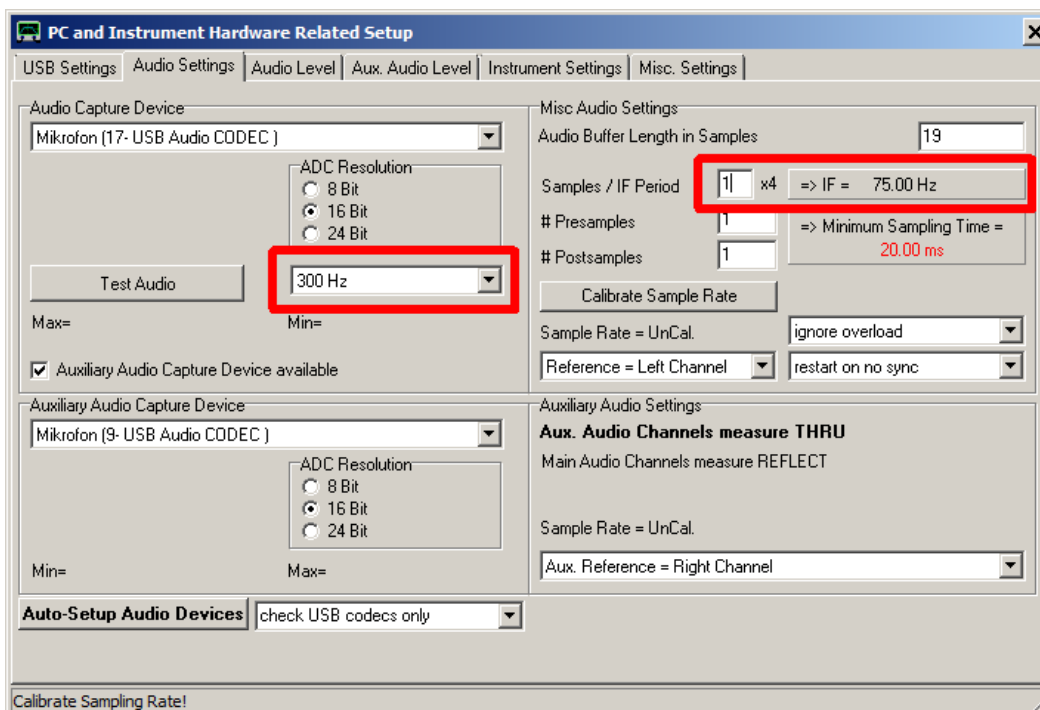 PC and Instrument Hardware Related Setup
USB Settings Audio Settings Audio Level Aux. Audio Level Instrument Settings Misc. Settings
Audio Capture Device
Mikrofon (17- USB Audio CODEC )
ADC Resolution
8 Bit
16 Bit
24 Bit
Test Audio
300 Hz
Max=
Min=
Auxiliary Audio Capture Device available
Misc Audio Settings
Audio Buffer Length in Samples 19
Samples / IF Period 1 x4 => IF = 75.00 Hz
# Presamples 1
=> Minimum Sampling Time =
20.00 ms
# Postsamples 1
Calibrate Sample Rate
Sample Rate = UnCal. ignore overload
Reference = Left Channel restart on no sync
Auxiliary Audio Capture Device
Mikrofon (9- USB Audio CODEC )
ADC Resolution
8 Bit
16 Bit
24 Bit
Min=
Max=
Auxiliary Audio Settings
Aux. Audio Channels measure THRU
Main Audio Channels measure REFLECT
Sample Rate = UnCal.
Aux. Reference = Right Channel
Auto-Setup Audio Devices check USB codecs only
Calibrate Sampling Rate!